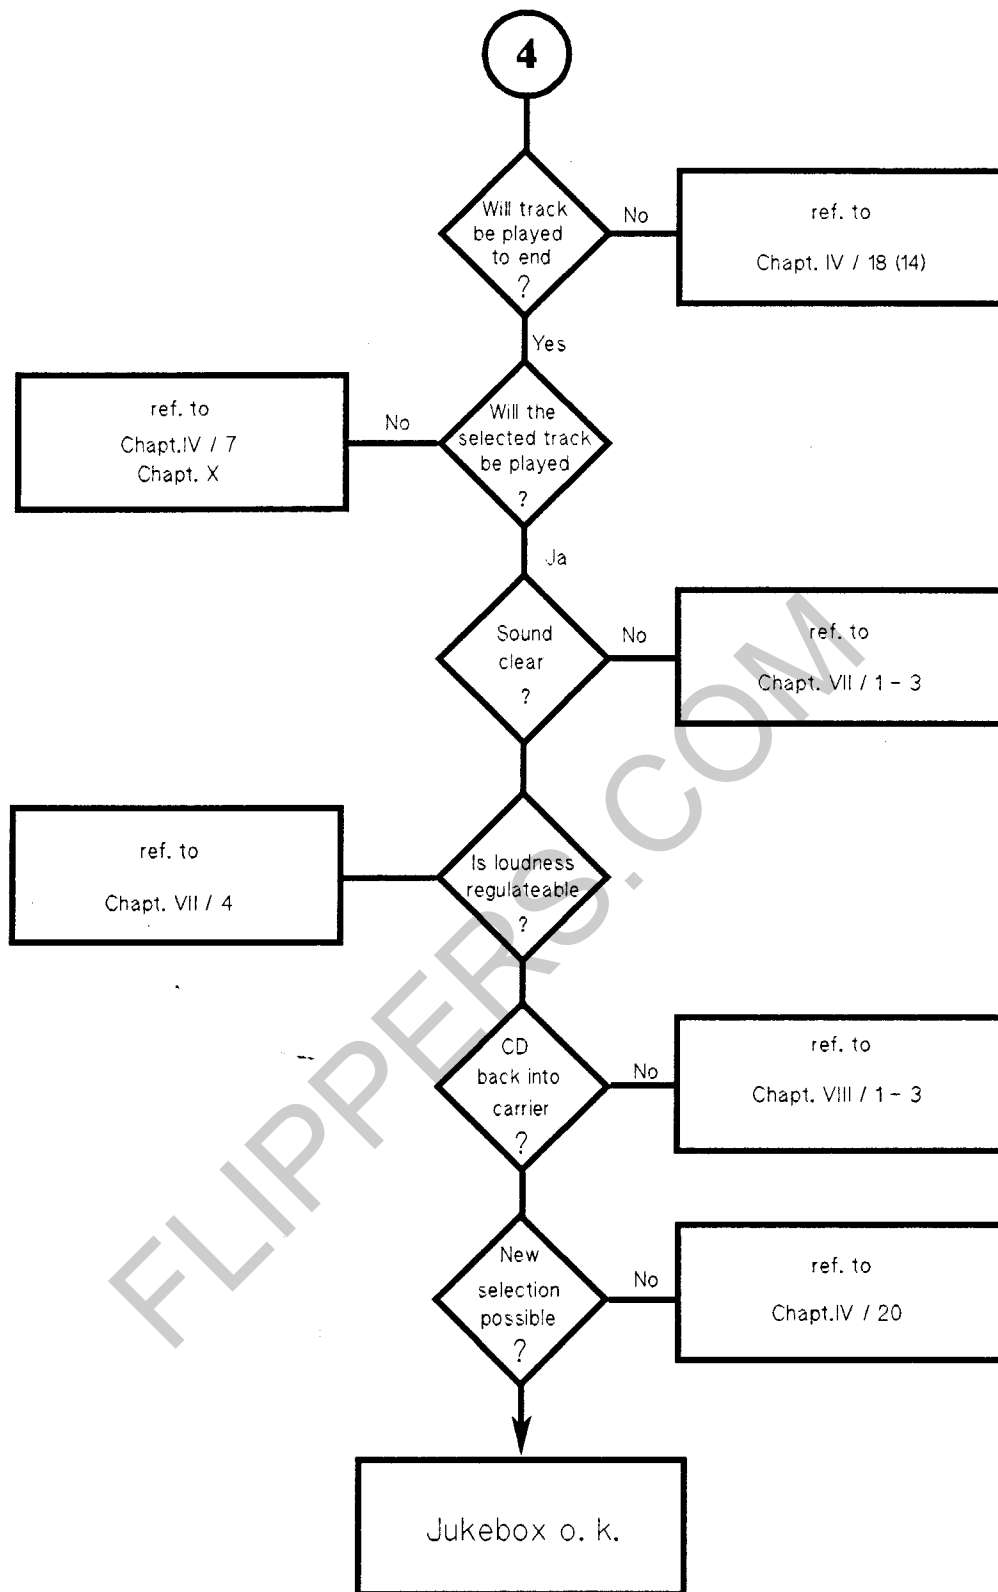 4
Will track
be played
to end
?
No
ref. to
Chapt. IV / 18 (14)
Yes
ref. to
Chapt.IV / 7
Chapt. X
No
Will the
selected track
be played
?
Ja
Sound
clear
?
No
ref. to
Chapt. VII / 1 - 3
ref. to
Chapt. VII / 4
Is loudness
regulateable
?
CD
back into
carrier
?
No
ref. to
Chapt. VIII / 1 - 3
New
selection
possible
?
No
ref. to
Chapt.IV / 20
Jukebox o. k.
FLIPPERS.COM